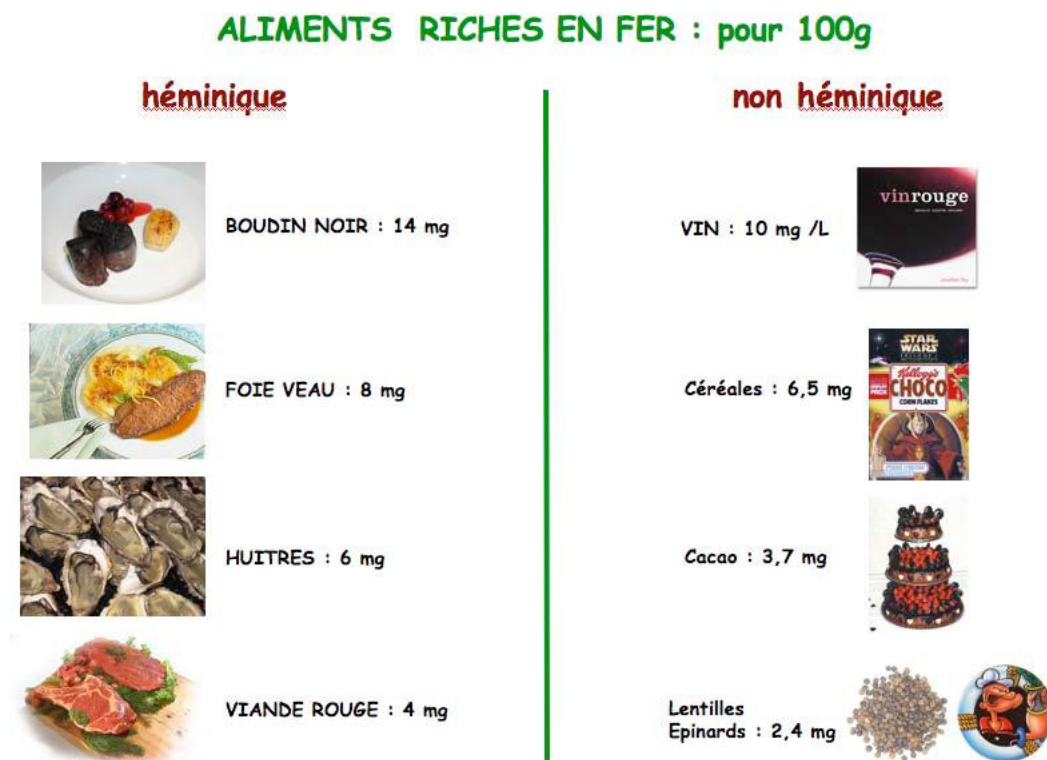 ALIMENTS RICHES EN FER : pour 100g
héminique
BOUDIN NOIR : 14 mg
FOIE VEAU : 8 mg
HUITRES : 6 mg
VIANDE ROUGE : 4 mg
non héminique
VIN : 10 mg /L
vinrouge
Céréales : 6,5 mg
STAR
WARS
Kellogg's
CHOCO
CORN FLAKES
Cacao : 3,7 mg
Lentilles
Epinards : 2,4 mg